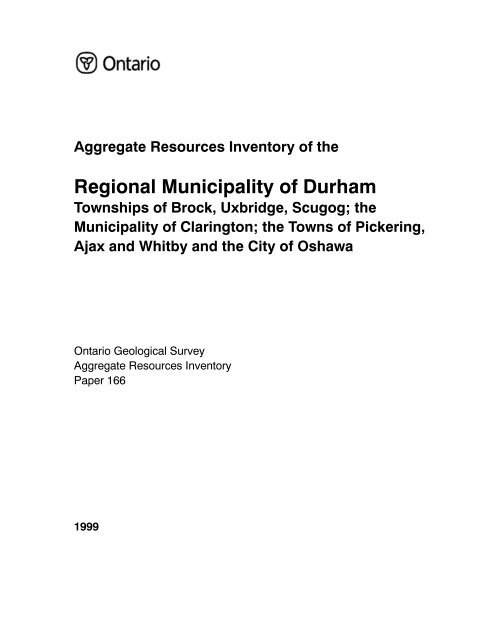 Ontario
Aggregate Resources Inventory of the
Regional Municipality of Durham
Townships of Brock, Uxbridge, Scugog; the
Municipality of Clarington; the Towns of Pickering,
Ajax and Whitby and the City of Oshawa
Ontario Geological Survey
Aggregate Resources Inventory
Paper 166
1999